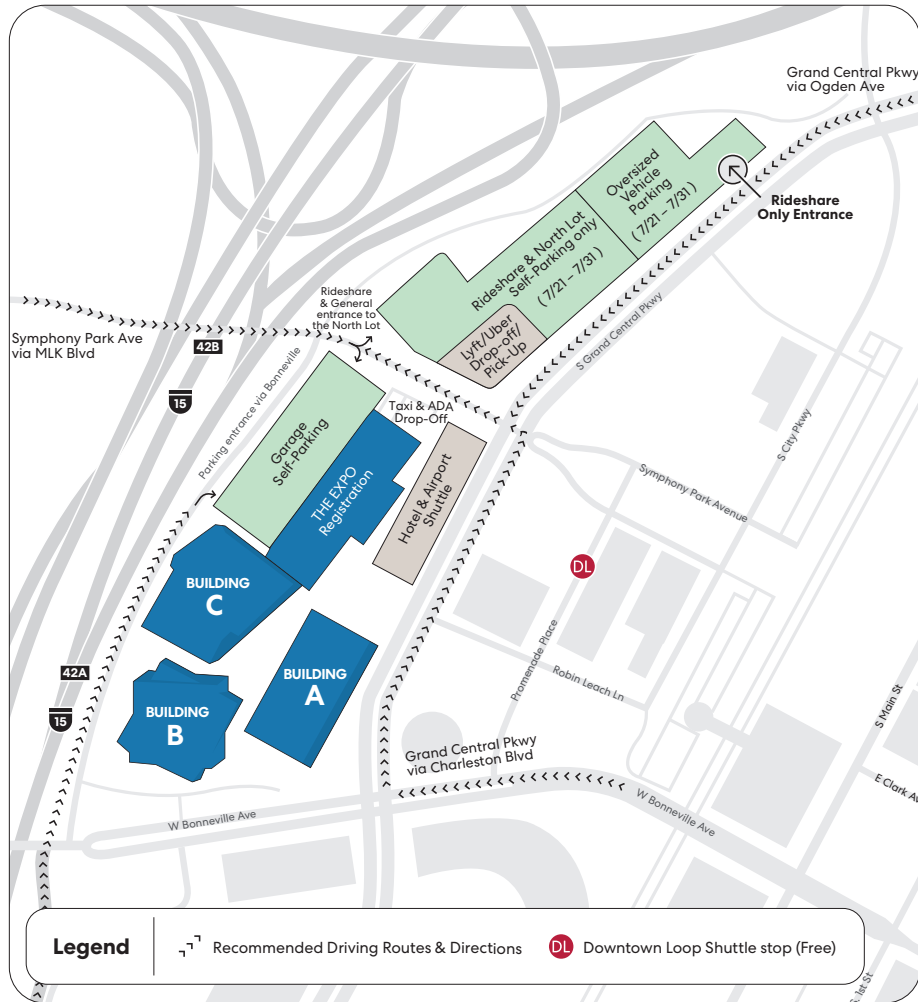 Grand Central Pkwy
via Ogden Ave
Oversized
Vehicle
Parking
( 7/21 – 7/31 )
Rideshare
Only Entrance
Rideshare & North Lot
Self-Parking only
( 7/21 – 7/31 )
Rideshare
& General
entrance to
the North Lot
Lyft/Uber
Drop-off/
Pick-Up
S Grand Central Pkwy
Symphony Park Ave
via MLK Blvd
42B
15
Parking entrance via Bonneville
Taxi & ADA
Drop-Off
S City Pkwy
Garage
Self-Parking
THE EXPO
Registration
Hotel & Airport
Shuttle
Symphony Park Avenue
DL
BUILDING
C
BUILDING
A
BUILDING
B
42A
15
Promenade Place
Robin Leach Ln
S Main St
Grand Central Pkwy
via Charleston Blvd
E Clark Av
W Bonneville Ave
W Bonneville Ave
S. 1st St
Legend
Recommended Driving Routes & Directions
DL
Downtown Loop Shuttle stop (Free)